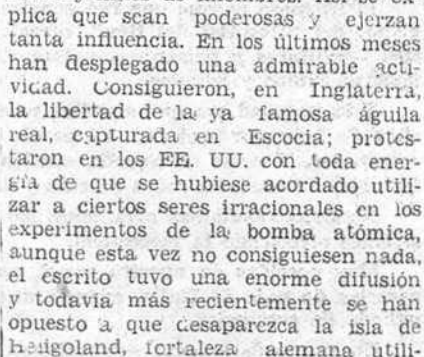 plica que sean poderosas y ejerzan
tanta influencia. En los últimos meses
han desplegado una admirable acti-
vidad. Consiguieron, en Inglaterra,
la libertad de la ya famosa águila
real, capturada en Escocia; protes-
taron en los EE. UU. con toda ener-
gía de que se hubiese acordado utili-
zar a ciertos seres irracionales en los
experimentos de la bomba atómica,
aunque esta vez no consiguiesen nada,
el escrito tuvo una enorme difusión
y todavía más recientemente se han
opuesto a que desaparezca la isla de
Heligoland, fortaleza alemana utili-